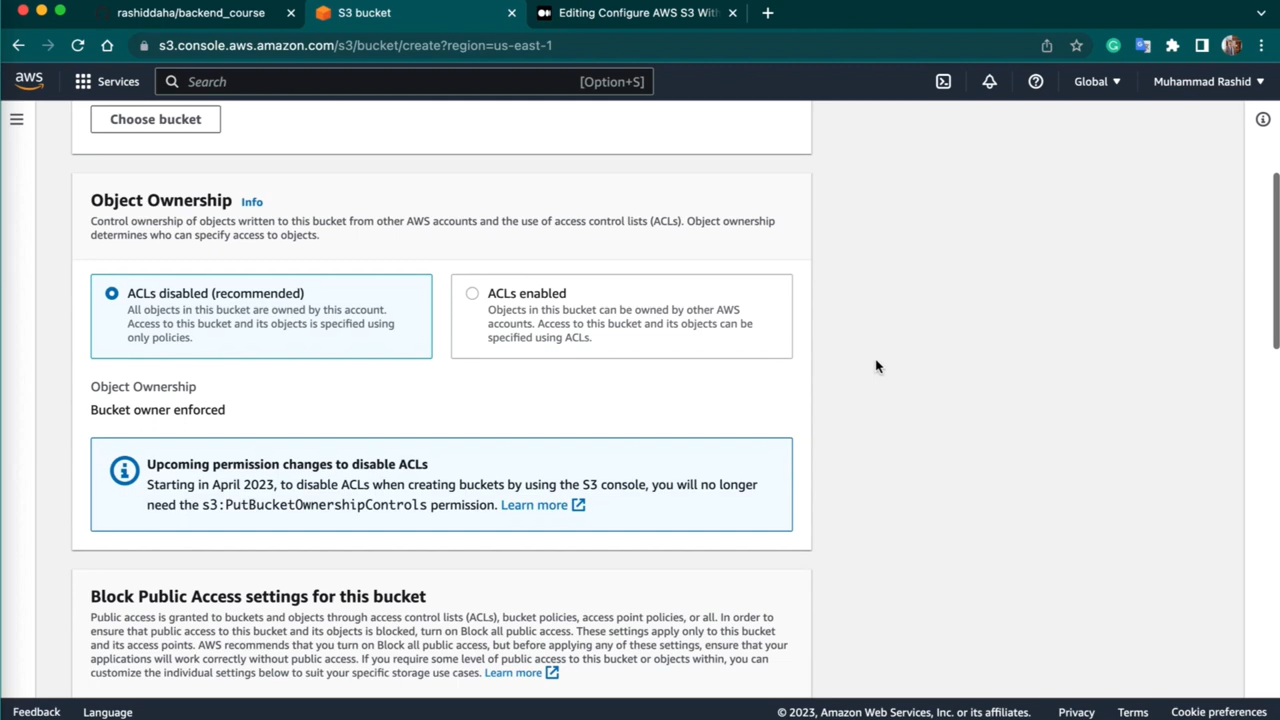 rashiddaha/backend_course
S3 bucket
Editing Configure AWS S3 With
s3.console.aws.amazon.com/s3/bucket/create?region=us-east-1
aws
Services
Search
[Option+S]
Global
Muhammad Rashid
Choose bucket
Object Ownership Info
Control ownership of objects written to this bucket from other AWS accounts and the use of access control lists (ACLs). Object ownership
determines who can specify access to objects.
ACLs disabled (recommended)
All objects in this bucket are owned by this account.
Access to this bucket and its objects is specified using
only policies.
ACLs enabled
Objects in this bucket can be owned by other AWS
accounts. Access to this bucket and its objects can be
specified using ACLs.
Object Ownership
Bucket owner enforced
Upcoming permission changes to disable ACLs
Starting in April 2023, to disable ACLs when creating buckets by using the S3 console, you will no longer
need the s3:PutBucketOwnershipControls permission. Learn more
Block Public Access settings for this bucket
Public access is granted to buckets and objects through access control lists (ACLs), bucket policies, access point policies, or all. In order to
ensure that public access to this bucket and its objects is blocked, turn on Block all public access. These settings apply only to this bucket
and its access points. AWS recommends that you turn on Block all public access, but before applying any of these settings, ensure that your
applications will work correctly without public access. If you require some level of public access to this bucket or objects within, you can
customize the individual settings below to suit your specific storage use cases. Learn more
Feedback
Language
© 2023, Amazon Web Services, Inc. or its affiliates.
Privacy
Terms
Cookie preferences